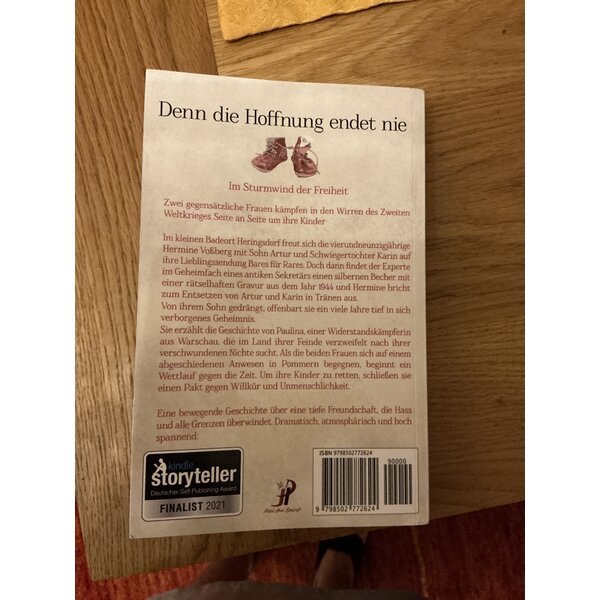 Denn die Hoffnung endet nie
Im Sturmwind der Freiheit
Zwei gegensätzliche Frauen kämpfen in den Wirren des Zweiten
Weltkrieges Seite an Seite um ihre Kinder
Im kleinen Badeort Heringsdorf freut sich die vierundneunzigjährige
Hermine Voßberg mit Sohn Artur und Schwiegertochter Karin auf
ihre Lieblingssendung Bares für Rares. Doch dann findet der Experte
im Geheimfach eines antiken Sekretärs einen silbernen Becher mit
einer rätselhaften Gravur aus dem Jahr 1944 und Hermine bricht
zum Entsetzen von Artur und Karin in Tränen aus.
Von ihrem Sohn gedrängt, offenbart sie ein viele Jahre tief in sich
verborgenes Geheimnis.
Sie erzählt die Geschichte von Paulina, einer Widerstandskämpferin
aus Warschau, die im Land ihrer Feinde verzweifelt nach ihrer
verschwundenen Nichte sucht. Als die beiden Frauen sich auf einem
abgeschiedenen Anwesen in Pommern begegnen, beginnt ein
Wettlauf gegen die Zeit. Um ihre Kinder zu retten, schließen sie
einen Pakt gegen Willkür und Unmenschlichkeit.
Eine bewegende Geschichte über eine tiefe Freundschaft, die Hass
und alle Grenzen überwindet. Dramatisch, atmosphärisch und hoch
spannend.
kindle
storyteller
Deutscher Self Publishing Award
FINALIST 2021
Feel the Spirit
ISBN 9798502772624
90000
9 798502 772624